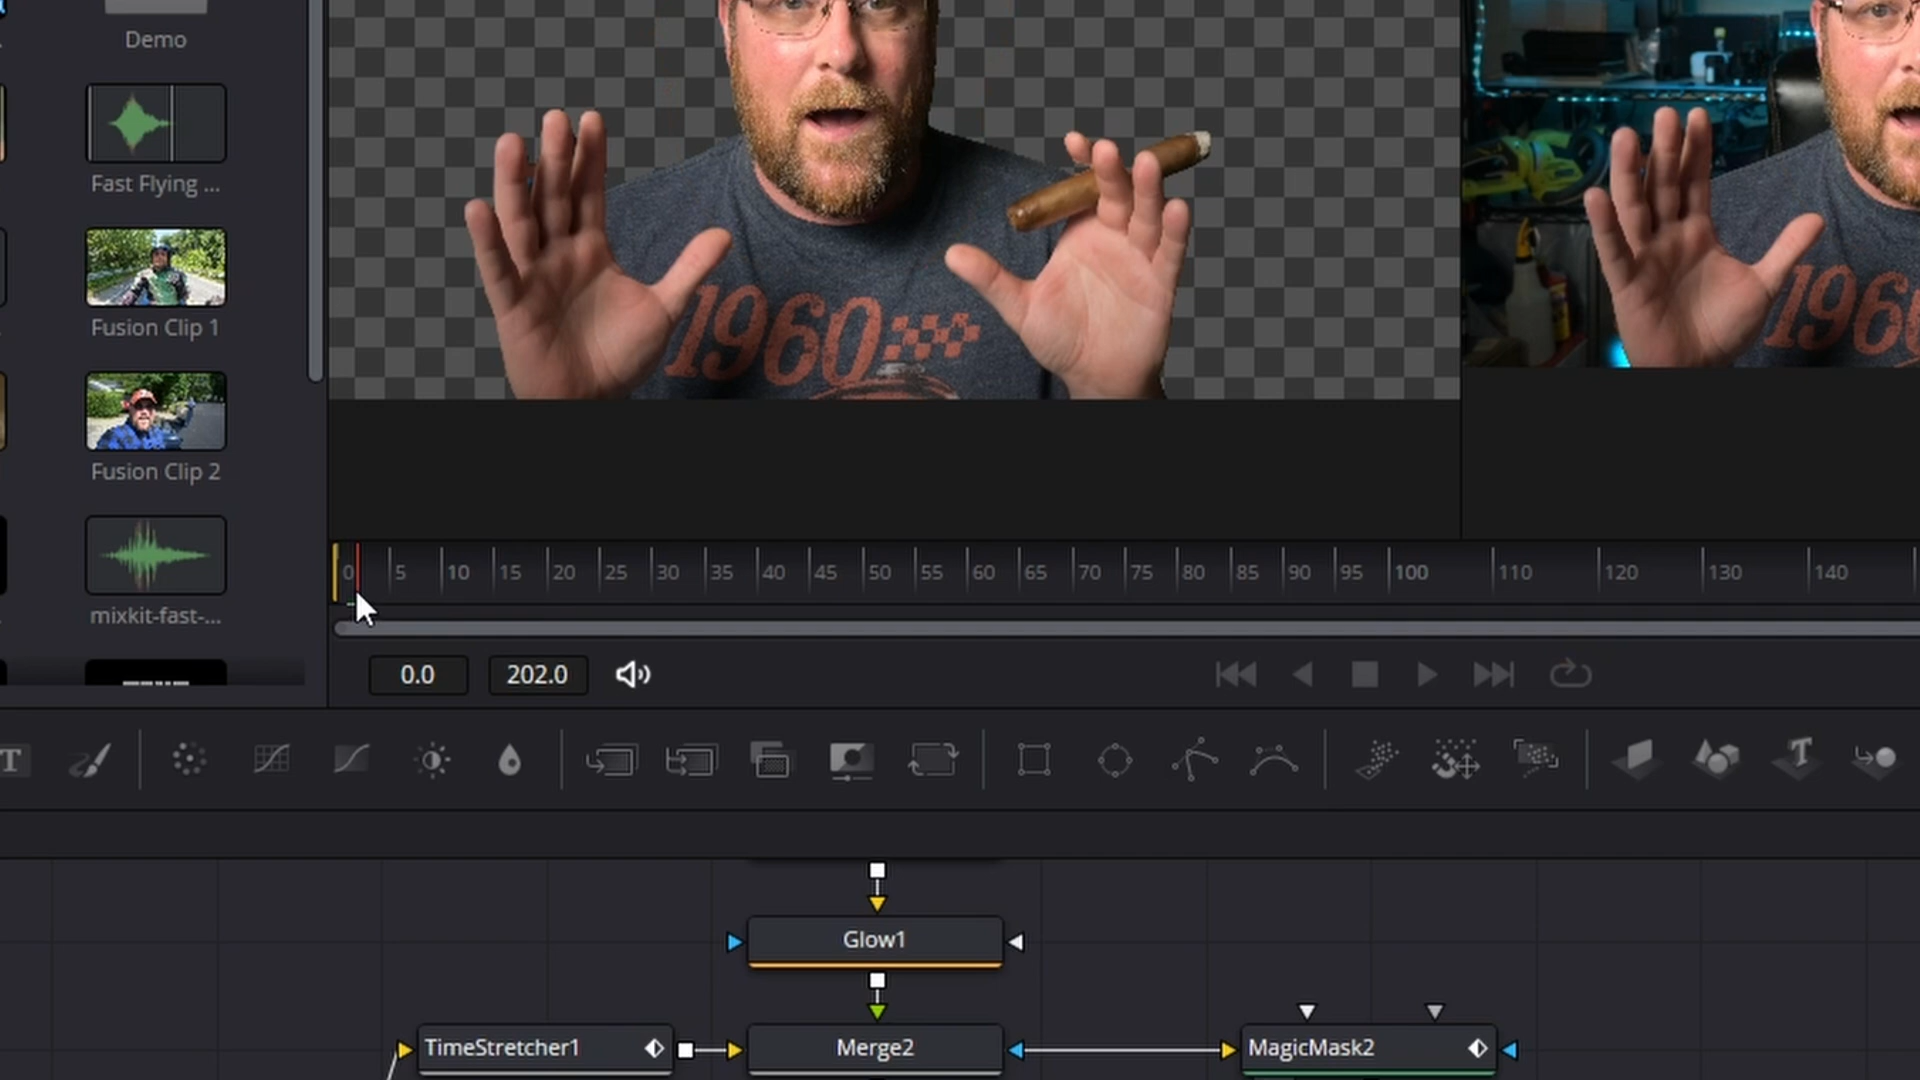 Demo
Fast Flying ...
Fusion Clip 1
Fusion Clip 2
mixkit-fast-...
1960
1960
0 5 10 15 20 25 30 35 40 45 50 55 60 65 70 75 80 85 90 95 100 110 120 130 140
0.0 202.0
T
Glow1
TimeStretcher1 Merge2 MagicMask2